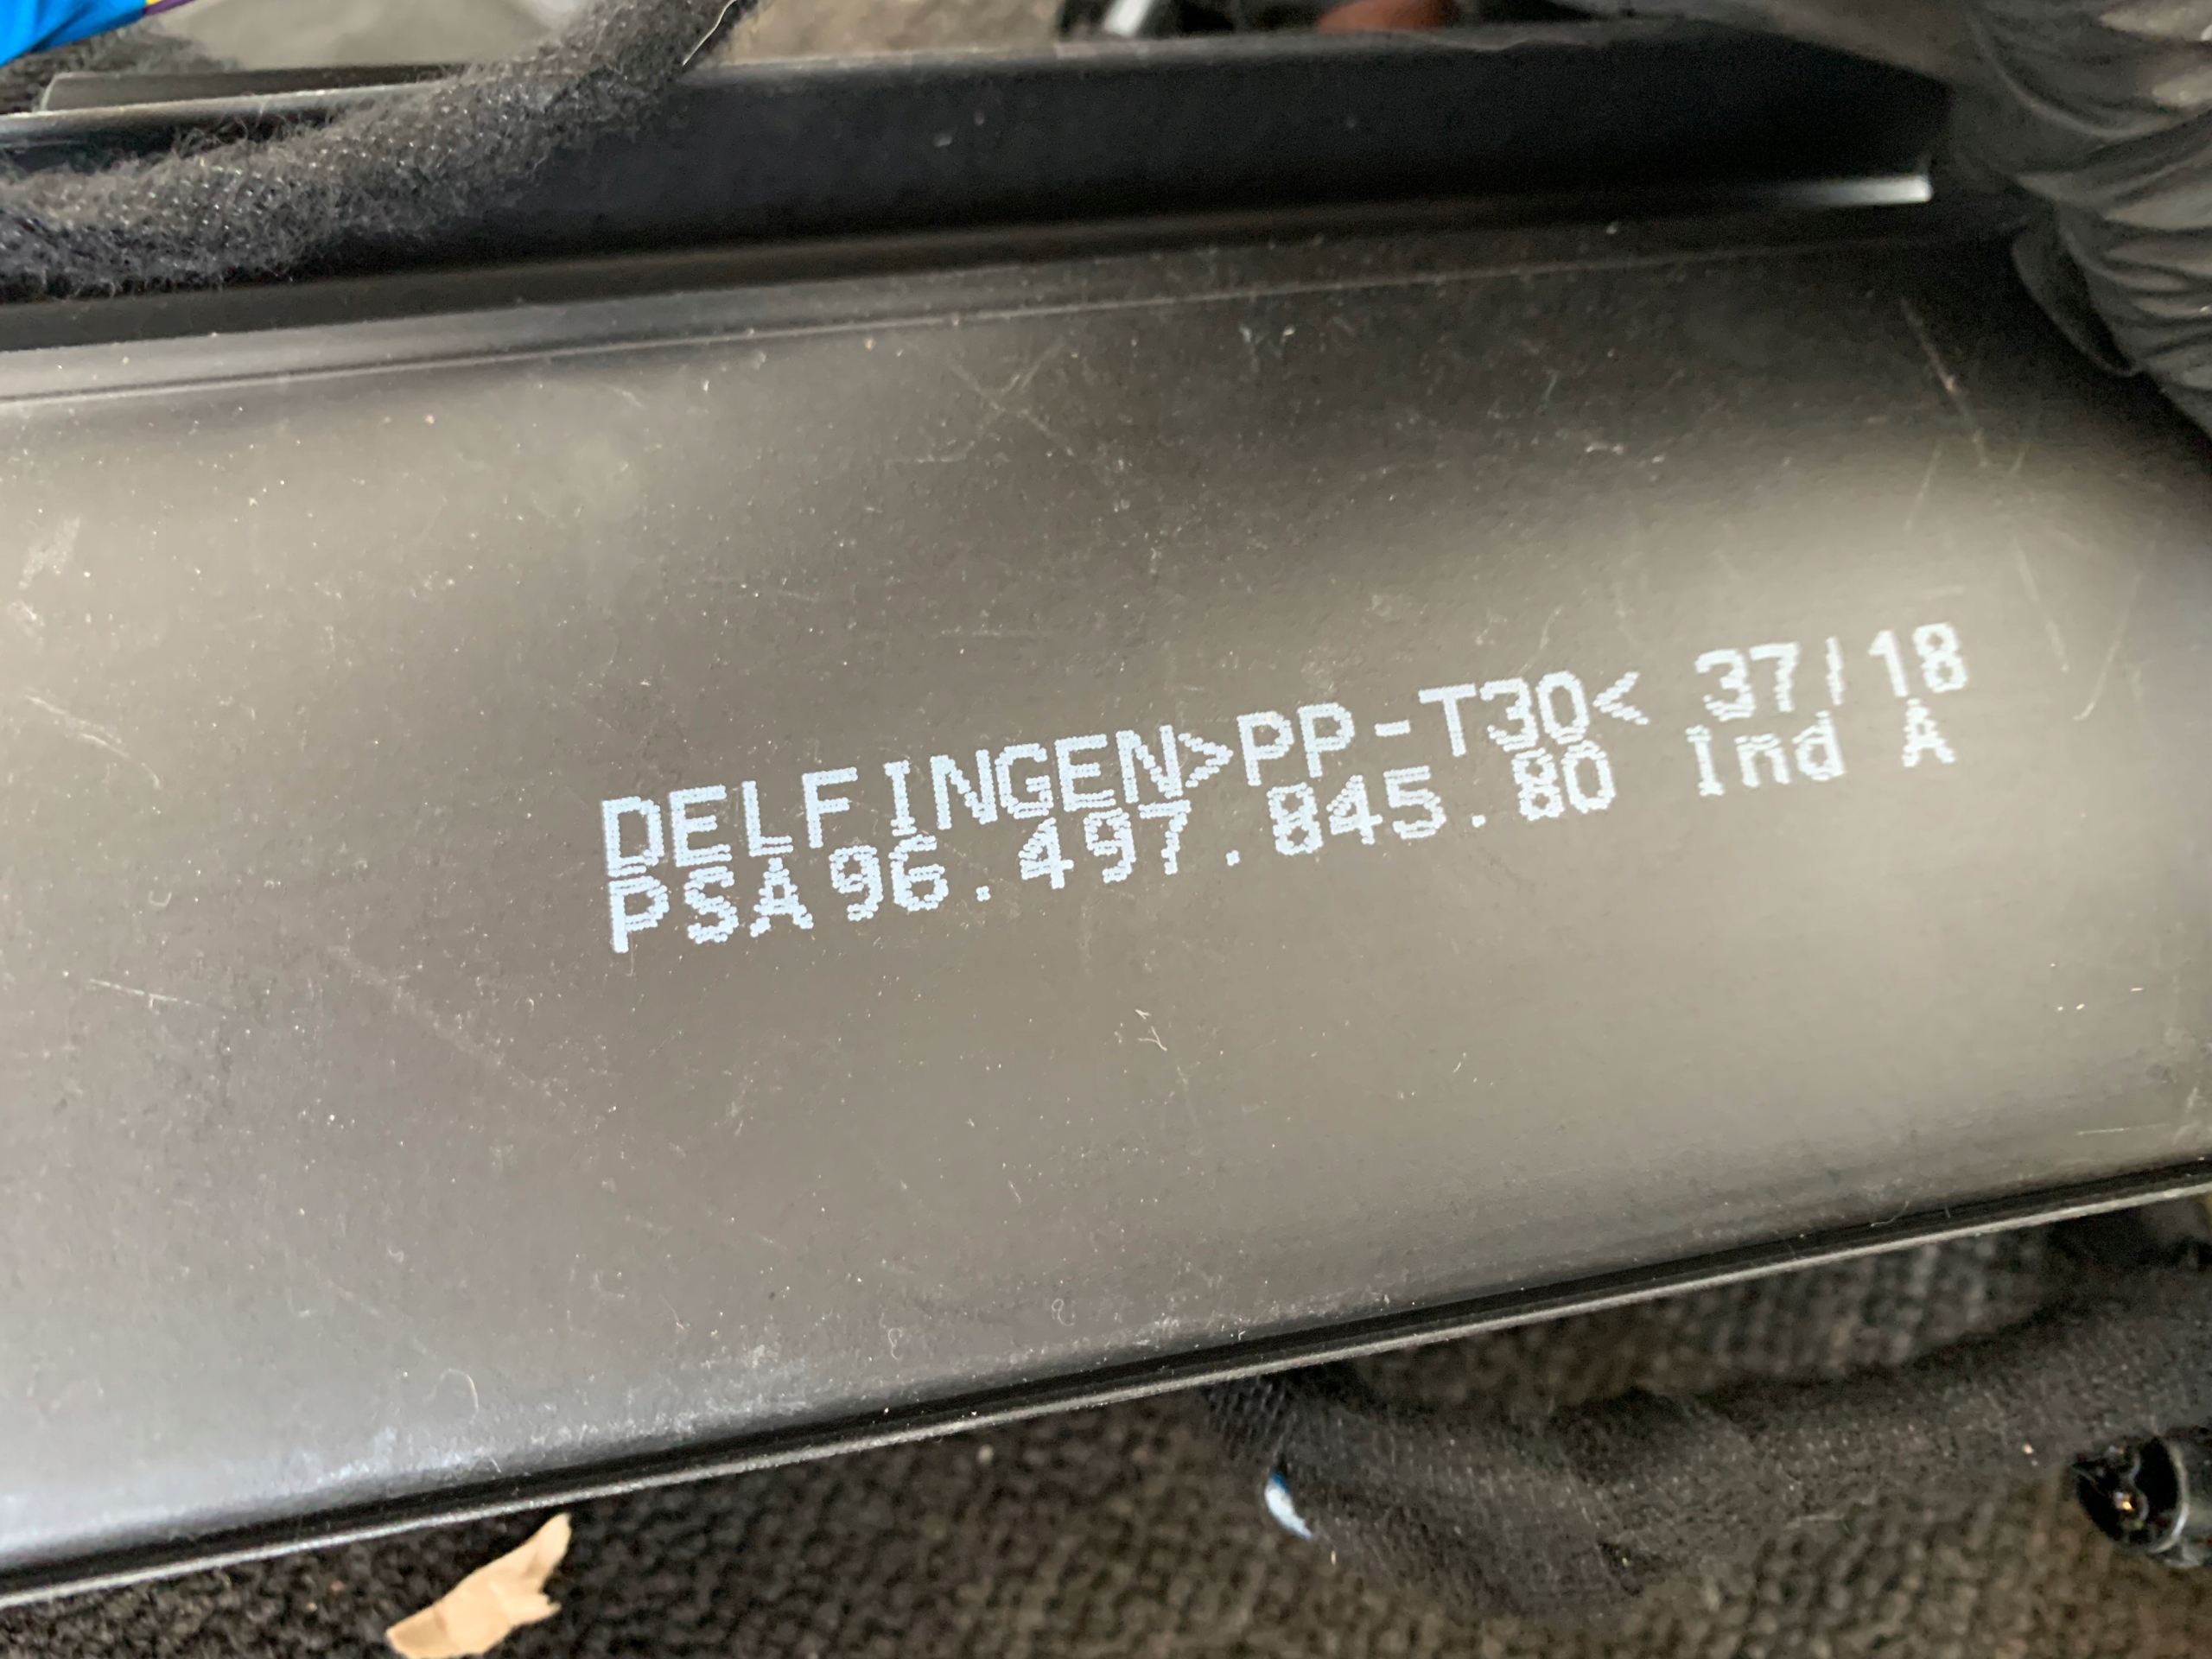 DELFINGEN>PP-T30< 37/18
PSA96.497.845.80 Ind A